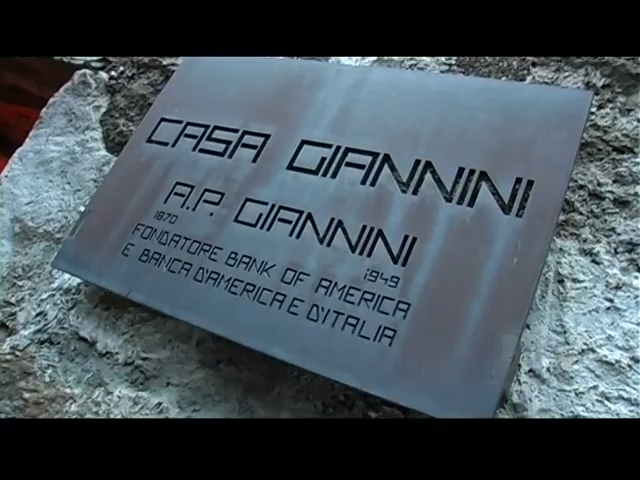 CASA GIANNINI
A.P. GIANNINI
1870 1949
FONDATORE BANK OF AMERICA
E BANCA D'AMERICA E D'ITALIA